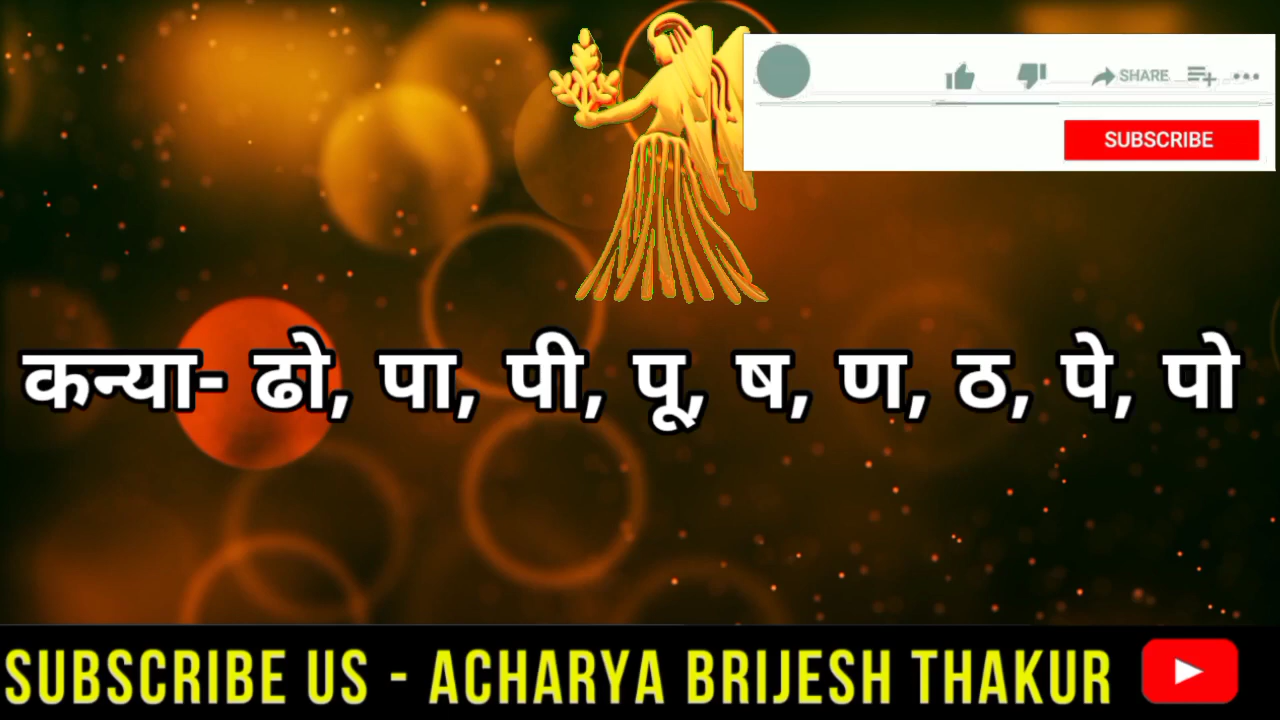 SHARE
SUBSCRIBE
कन्या- ढो, पा, पी, पू, ष, ण, ठ, पे, पो
SUBSCRIBE US - ACHARYA BRIJESH THAKUR